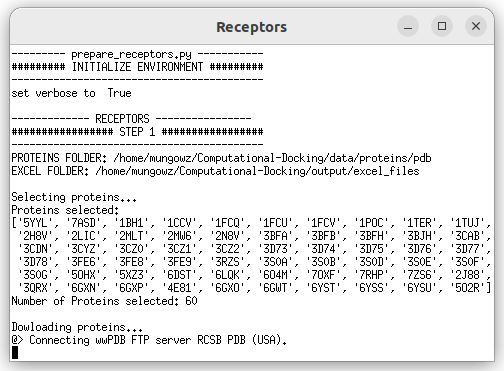 Receptors
--------- prepare_receptors.py -----------
######### INITIALIZE ENVIRONMENT #########
------------------------------------------
set verbose to  True
------------- RECEPTORS ----------------
################# STEP 1 #################
------------------------------------------
PROTEINS FOLDER: /home/mungowz/Computational-Docking/data/proteins/pdb
EXCEL FOLDER: /home/mungowz/Computational-Docking/output/excel_files
Selecting proteins...
Proteins selected:
['5YYL', '7ASD', '1BH1', '1CCV', '1FCQ', '1FCU', '1FCV', '1POC', '1TER', '1TUJ',
'2H8V', '2LIC', '2MLT', '2MW6', '2N8V', '3BFA', '3BFB', '3BFH', '3BJH', '3CAB',
'3CDN', '3CYZ', '3CZ0', '3CZ1', '3CZ2', '3D73', '3D74', '3D75', '3D76', '3D77',
'3D78', '3FE6', '3FE8', '3FE9', '3RZS', '3S0A', '3S0B', '3S0D', '3S0E', '3S0F',
'3S0G', '5OHX', '5XZ3', '6DST', '6LQK', '6O4M', '7OXF', '7RHP', '7ZS6', '2J88',
'3QRX', '6GXN', '6GXP', '4E81', '6GXO', '6GWT', '6YST', '6YSS', '6YSU', '5O2R']
Number of Proteins selected: 60
Dowloading proteins...
@> Connecting wwPDB FTP server RCSB PDB (USA).